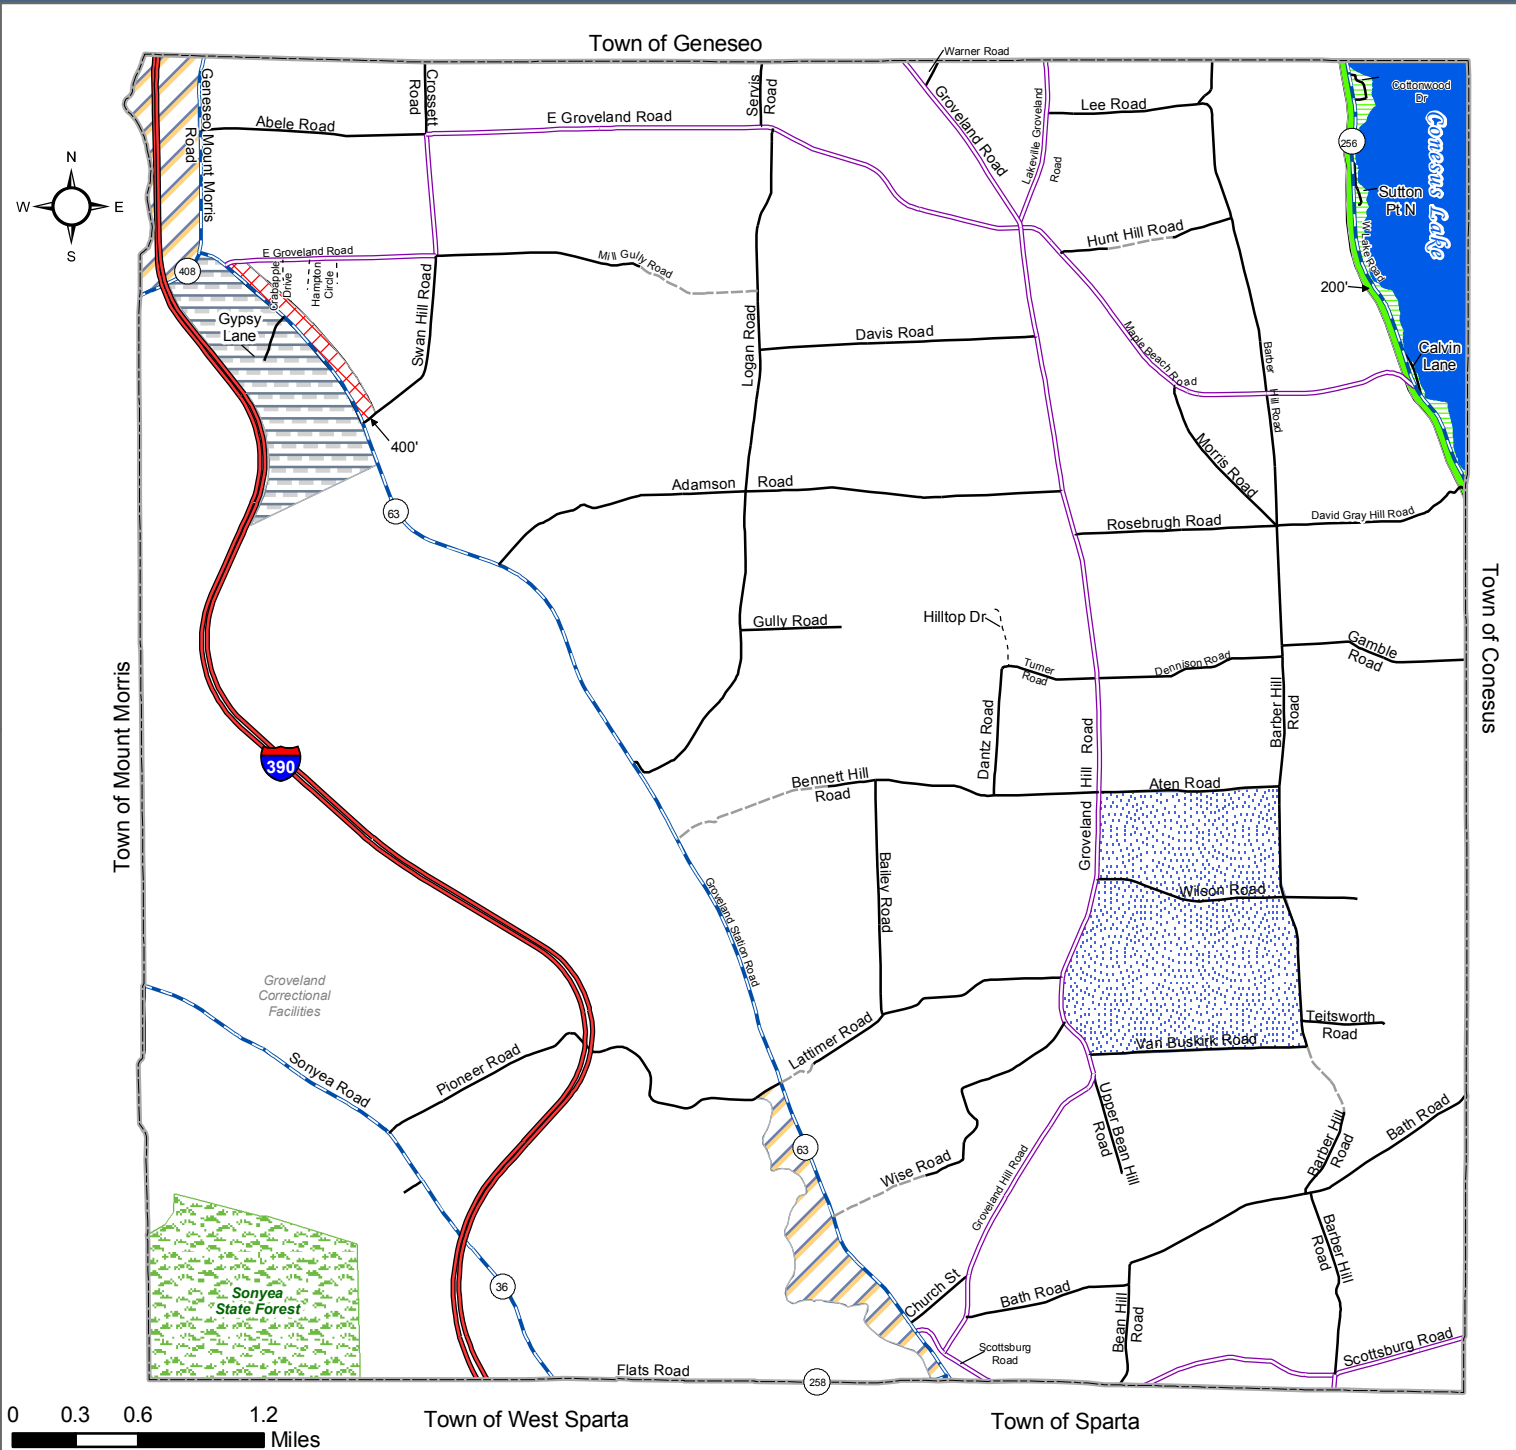 Town of Geneseo
Warner Road
Geneseo Mount Morris
Road
Crossett
Road
Servis
Road
Abele Road
E Groveland Road
Groveland Road
Lakeville Groveland
Road
Lee Road
Cottonwood
Dr
256
Conesus Lake
N
W
E
S
Sutton
Pt N
W Lake Road
Hunt Hill Road
E Groveland Road
Mill Gully Road
408
Crabapple
Drive
Hampton
Circle
200'
Gypsy
Lane
Swan Hill Road
Logan Road
Davis Road
Maple Beach Road
Barber
Hill Road
Calvin
Lane
400'
Morris Road
Adamson Road
63
Rosebrugh Road
David Gray Hill Road
Town of Conesus
Gully Road
Hilltop Dr
Turner
Road
Dennison Road
Gamble
Road
Town of Mount Morris
Dantz Road
Groveland Hill Road
Barber Hill
Road
390
Bennett Hill
Road
Aten Road
Bailey Road
Groveland Station Road
Wilson Road
Groveland
Correctional
Facilities
Sonyea Road
Pioneer Road
Lattimer Road
Teitsworth
Road
Van Buskirk Road
Upper Bean Hill
Road
Barber Hill
Road
Bath Road
63
Wise Road
Groveland Hill Road
Barber Hill
Road
Sonyea
State Forest
36
Church St
Bath Road
Bean Hill
Road
Scottsburg
Road
Scottsburg Road
Flats Road
258
0 0.3 0.6 1.2
Miles
Town of West Sparta
Town of Sparta